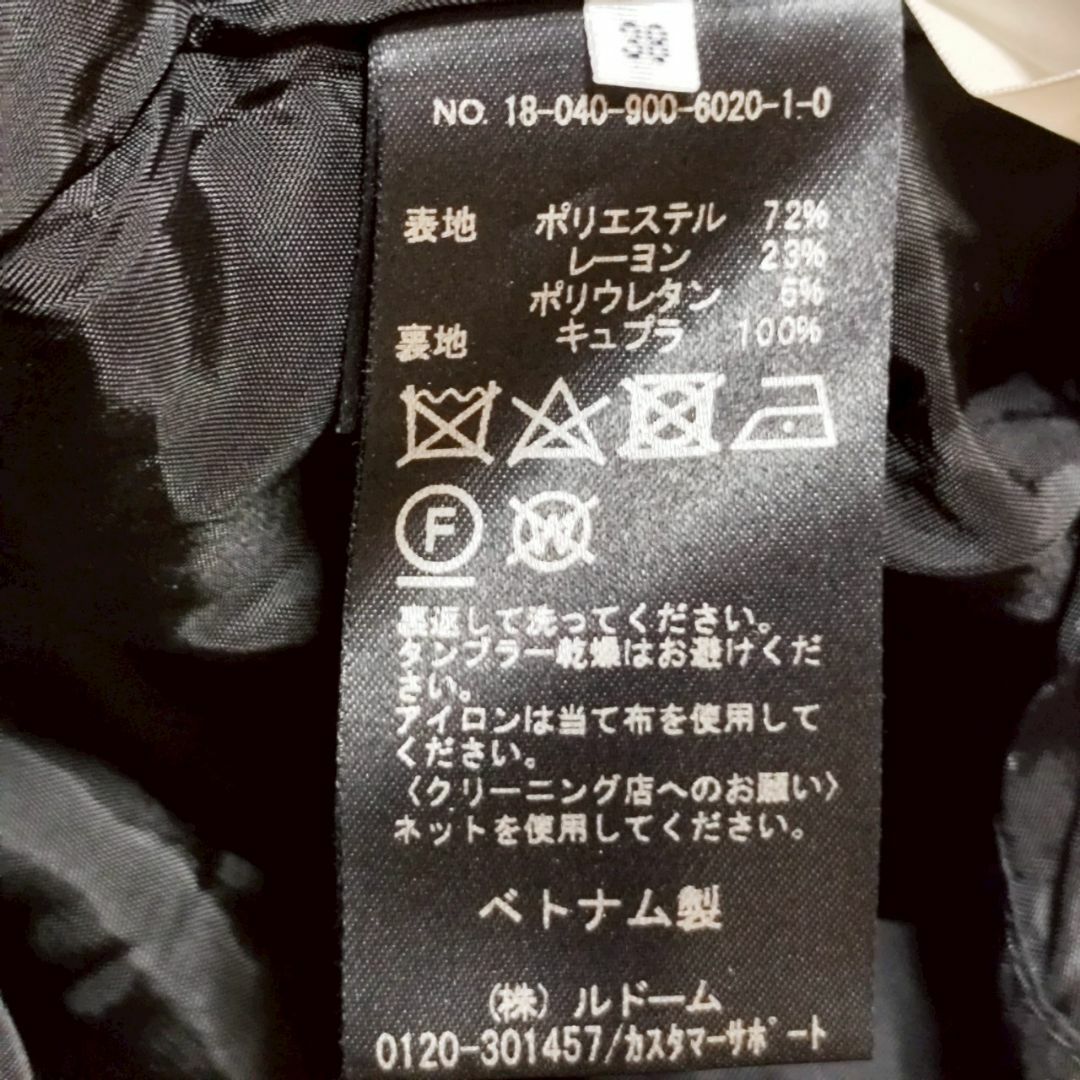 38
NO. 18-040-900-6020-1-0
表地 ポリエステル 72%
レーヨン 23%
ポリウレタン 5%
裏地 キュプラ 100%
F W
裏返して洗ってください。
タンブラー乾燥はお避けくだ
さい。
アイロンは当て布を使用して
ください。
〈クリーニング店へのお願い〉
ネットを使用してください。
ベトナム製
(株) ルドーム
0120-301457/カスタマーサポート